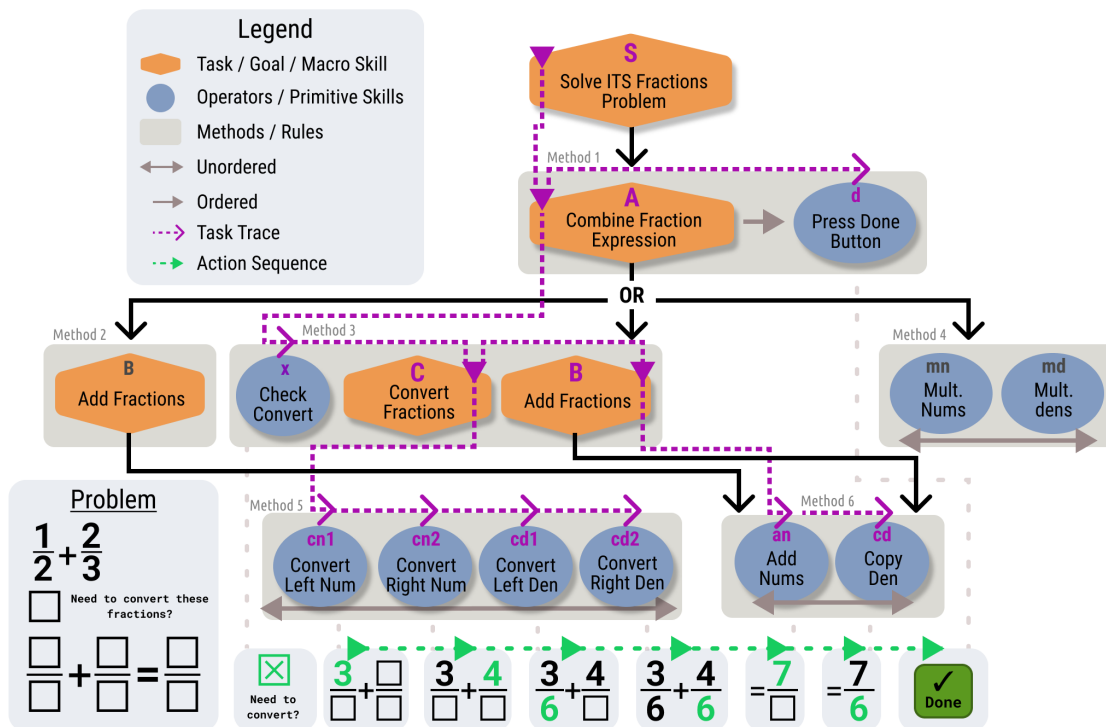 Legend
Task / Goal / Macro Skill
Operators / Primitive Skills
Methods / Rules
Unordered
Ordered
Task Trace
Action Sequence
S
Solve ITS Fractions
Problem
Method 1
A
Combine Fraction
Expression
d
Press Done
Button
OR
Method 2
B
Add Fractions
Method 3
x
Check
Convert
C
Convert
Fractions
B
Add Fractions
Method 4
mn
Mult.
Nums
md
Mult.
dens
Problem
1/2 + 2/3
Need to convert these
fractions?
+ =
Method 5
cn1
Convert
Left Num
cn2
Convert
Right Num
cd1
Convert
Left Den
cd2
Convert
Right Den
Method 6
an
Add
Nums
cd
Copy
Den
Need to
convert?
3 +
3 + 4
3/6 + 4
3/6 + 4/6
= 7
= 7/6
✓
Done